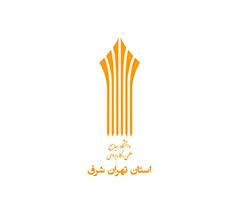 دانشگاه جامع
علمی کاربردی
استان تهران شرق